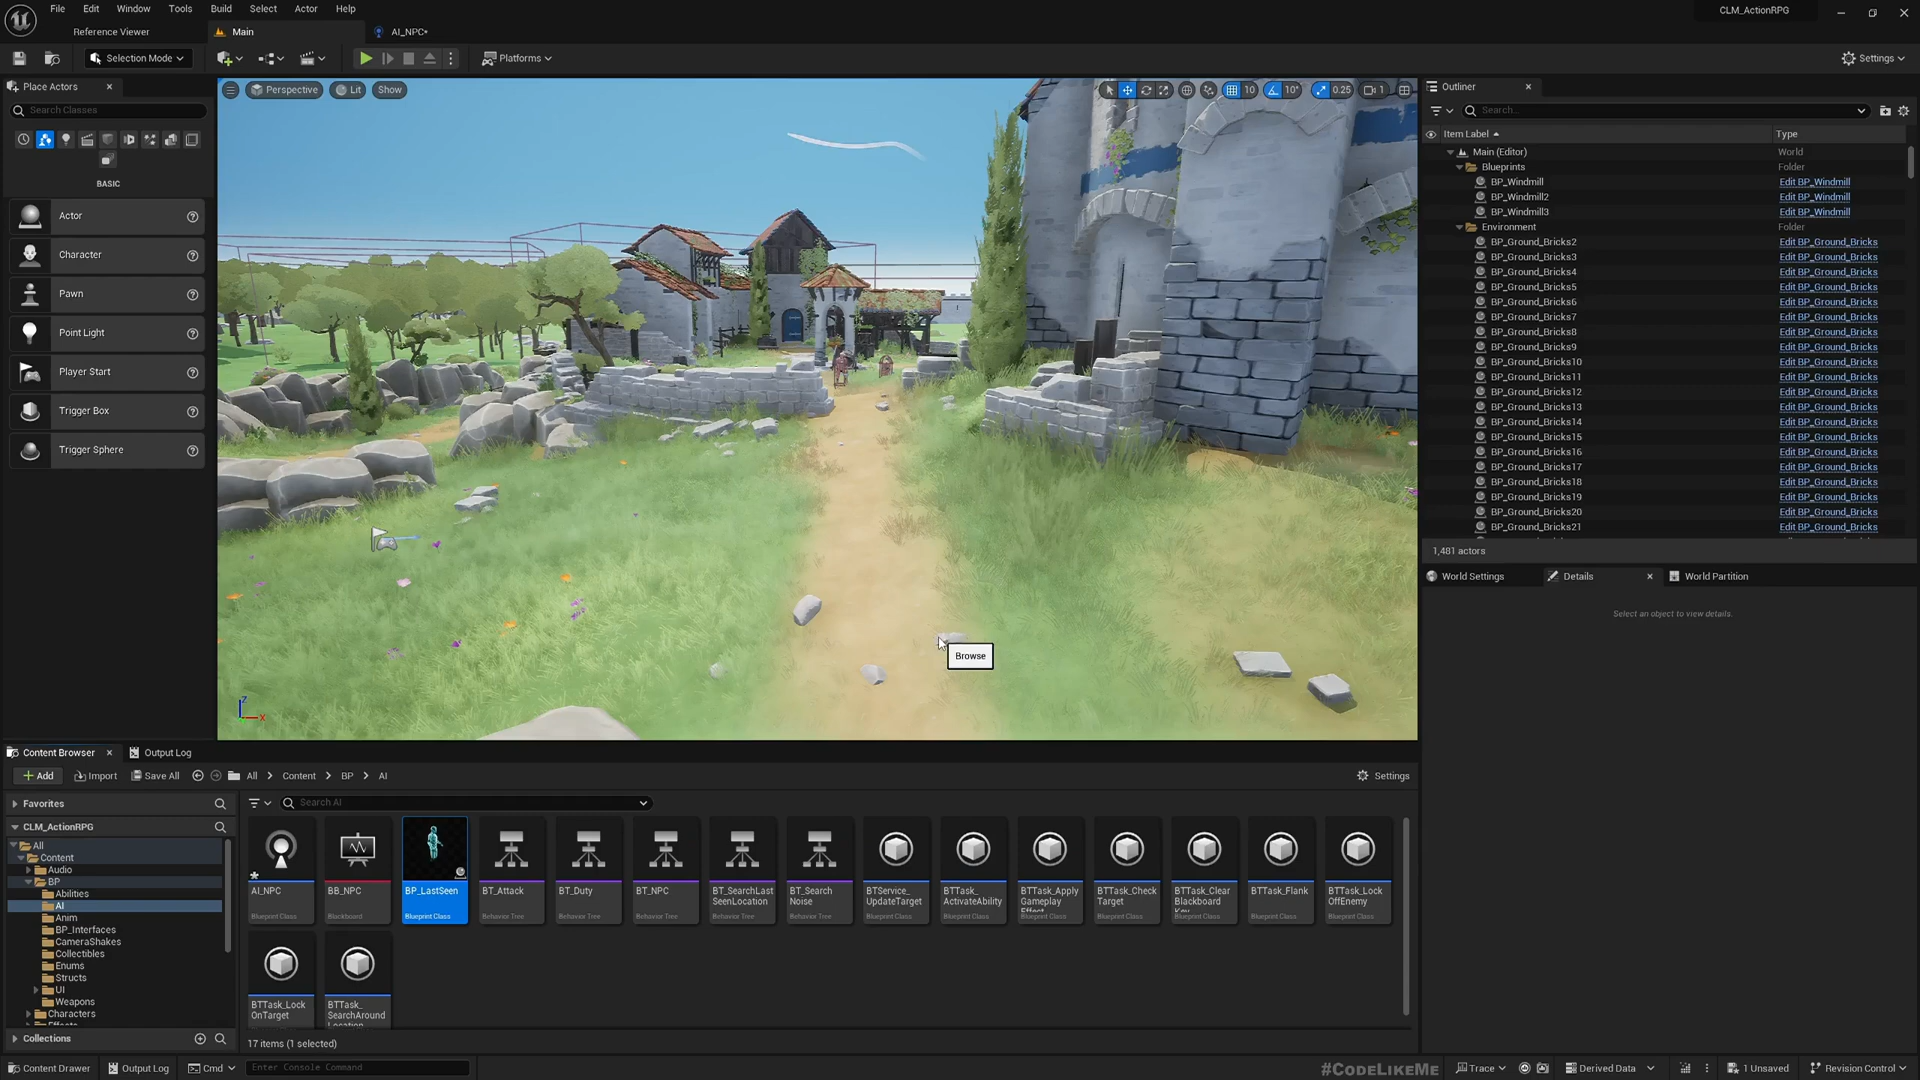 File Edit Window Tools Build Select Actor Help
CLM_ActionRPG
Reference Viewer Main AI_NPC•
Selection Mode Platforms Settings
Place Actors
Search Classes
BASIC
Actor
Character
Pawn
Point Light
Player Start
Trigger Box
Trigger Sphere
Perspective Lit Show
10 10° 0.25 1
Browse
Outliner
Search...
Item Label Type
Main (Editor) World
Blueprints Folder
BP_Windmill Edit BP_Windmill
BP_Windmill2 Edit BP_Windmill
BP_Windmill3 Edit BP_Windmill
Environment Folder
BP_Ground_Bricks2 Edit BP_Ground_Bricks
BP_Ground_Bricks3 Edit BP_Ground_Bricks
BP_Ground_Bricks4 Edit BP_Ground_Bricks
BP_Ground_Bricks5 Edit BP_Ground_Bricks
BP_Ground_Bricks6 Edit BP_Ground_Bricks
BP_Ground_Bricks7 Edit BP_Ground_Bricks
BP_Ground_Bricks8 Edit BP_Ground_Bricks
BP_Ground_Bricks9 Edit BP_Ground_Bricks
BP_Ground_Bricks10 Edit BP_Ground_Bricks
BP_Ground_Bricks11 Edit BP_Ground_Bricks
BP_Ground_Bricks12 Edit BP_Ground_Bricks
BP_Ground_Bricks13 Edit BP_Ground_Bricks
BP_Ground_Bricks14 Edit BP_Ground_Bricks
BP_Ground_Bricks15 Edit BP_Ground_Bricks
BP_Ground_Bricks16 Edit BP_Ground_Bricks
BP_Ground_Bricks17 Edit BP_Ground_Bricks
BP_Ground_Bricks18 Edit BP_Ground_Bricks
BP_Ground_Bricks19 Edit BP_Ground_Bricks
BP_Ground_Bricks20 Edit BP_Ground_Bricks
BP_Ground_Bricks21 Edit BP_Ground_Bricks
1,481 actors
World Settings Details World Partition
Select an object to view details.
Content Browser Output Log
Add Import Save All All Content BP AI Settings
Favorites
CLM_ActionRPG
All
Content
Audio
BP
Abilities
AI
Anim
BP_Interfaces
CameraShakes
Collectibles
Enums
Structs
UI
Weapons
Characters
Collections
Search AI
AI_NPC
Blueprint Class
BB_NPC
Blackboard
BP_LastSeen
Blueprint Class
BT_Attack
Behavior Tree
BT_Duty
Behavior Tree
BT_NPC
Behavior Tree
BT_SearchLast
SeenLocation
Behavior Tree
BT_Search
Noise
Behavior Tree
BTService_
UpdateTarget
Blueprint Class
BTTask_
ActivateAbility
Blueprint Class
BTTask_Apply
Gameplay
Blueprint Class
BTTask_Check
Target
Blueprint Class
BTTask_Clear
Blackboard
Blueprint Class
BTTask_Flank
Blueprint Class
BTTask_Lock
OffEnemy
Blueprint Class
BTTask_Lock
OnTarget
BTTask_
SearchAround
17 items (1 selected)
Content Drawer Output Log Cmd Enter Console Command
#CodeLikeMe
Trace Derived Data 1 Unsaved Revision Control